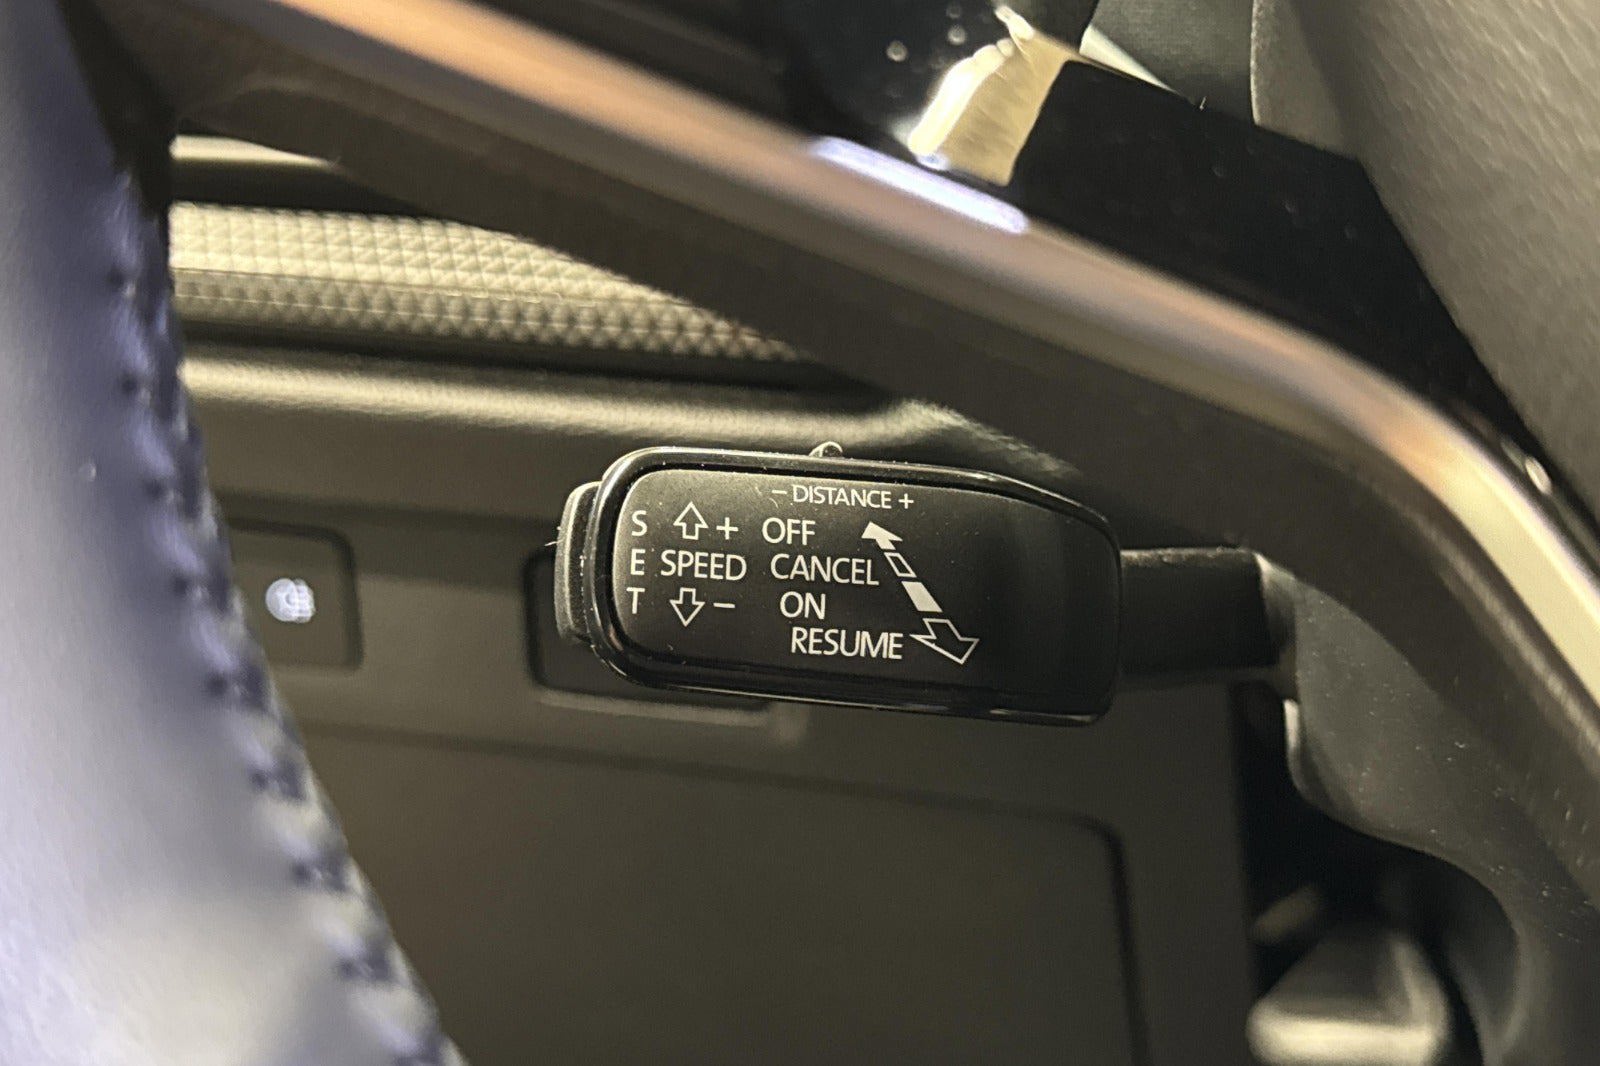 - DISTANCE +
S + OFF
E SPEED CANCEL
T - ON
RESUME